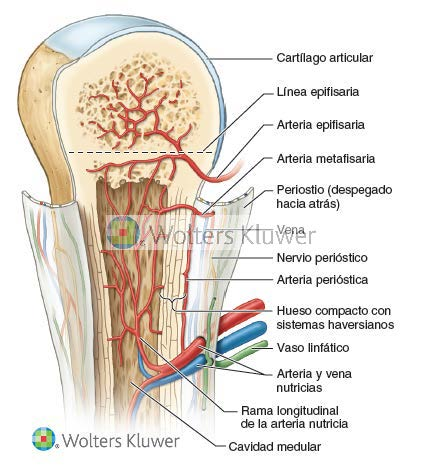 Cartílago articular
Línea epifisaria
Arteria epifisaria
Arteria metafisaria
Periostio (despegado
hacia atrás)
Vena
Wolters Kluwer
Nervio perióstico
Arteria perióstica
Hueso compacto con
sistemas haversianos
Vaso linfático
Arteria y vena
nutricias
Rama longitudinal
de la arteria nutricia
Wolters Kluwer
Cavidad medular